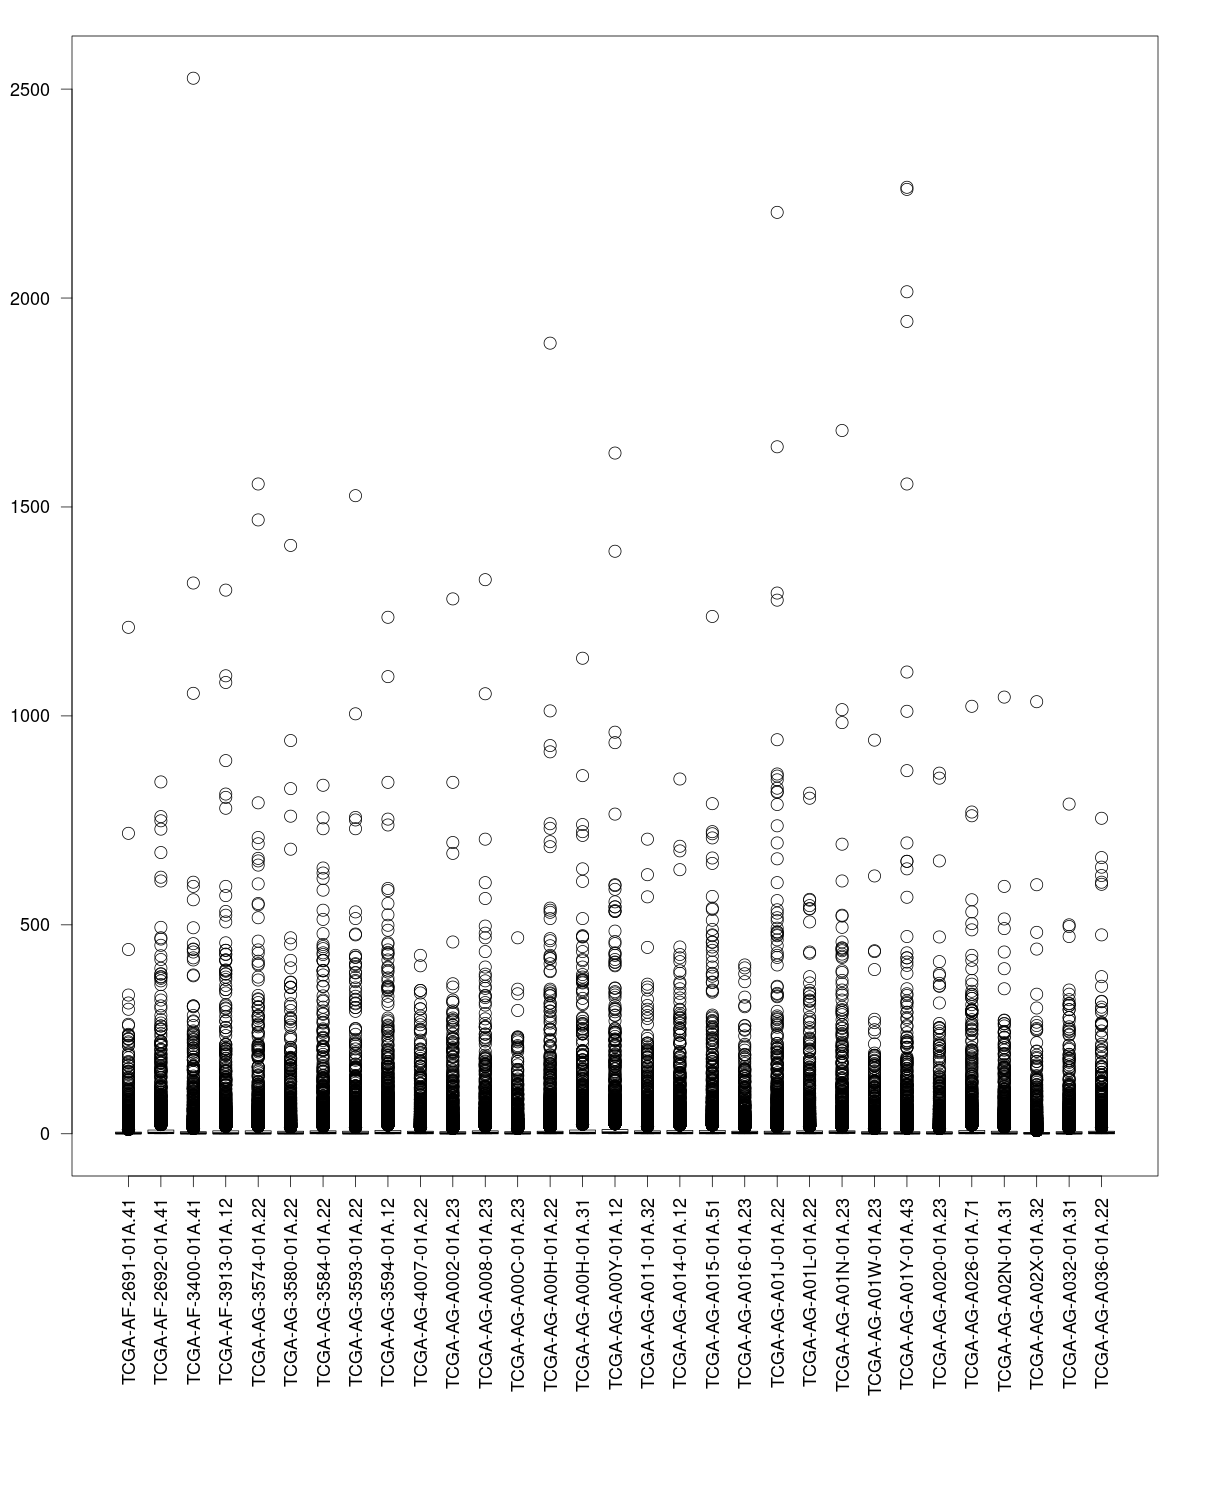 2500
2000
1500
1000
500
0
TCGA-AF-2691-01A.41
TCGA-AF-2692-01A.41
TCGA-AF-3400-01A.41
TCGA-AF-3913-01A.12
TCGA-AG-3574-01A.22
TCGA-AG-3580-01A.22
TCGA-AG-3584-01A.22
TCGA-AG-3593-01A.22
TCGA-AG-3594-01A.12
TCGA-AG-4007-01A.22
TCGA-AG-A002-01A.23
TCGA-AG-A008-01A.23
TCGA-AG-A00C-01A.23
TCGA-AG-A00H-01A.22
TCGA-AG-A00H-01A.31
TCGA-AG-A00Y-01A.12
TCGA-AG-A011-01A.32
TCGA-AG-A014-01A.12
TCGA-AG-A015-01A.51
TCGA-AG-A016-01A.23
TCGA-AG-A01J-01A.22
TCGA-AG-A01L-01A.22
TCGA-AG-A01N-01A.23
TCGA-AG-A01W-01A.23
TCGA-AG-A01Y-01A.43
TCGA-AG-A020-01A.23
TCGA-AG-A026-01A.71
TCGA-AG-A02N-01A.31
TCGA-AG-A02X-01A.32
TCGA-AG-A032-01A.31
TCGA-AG-A036-01A.22